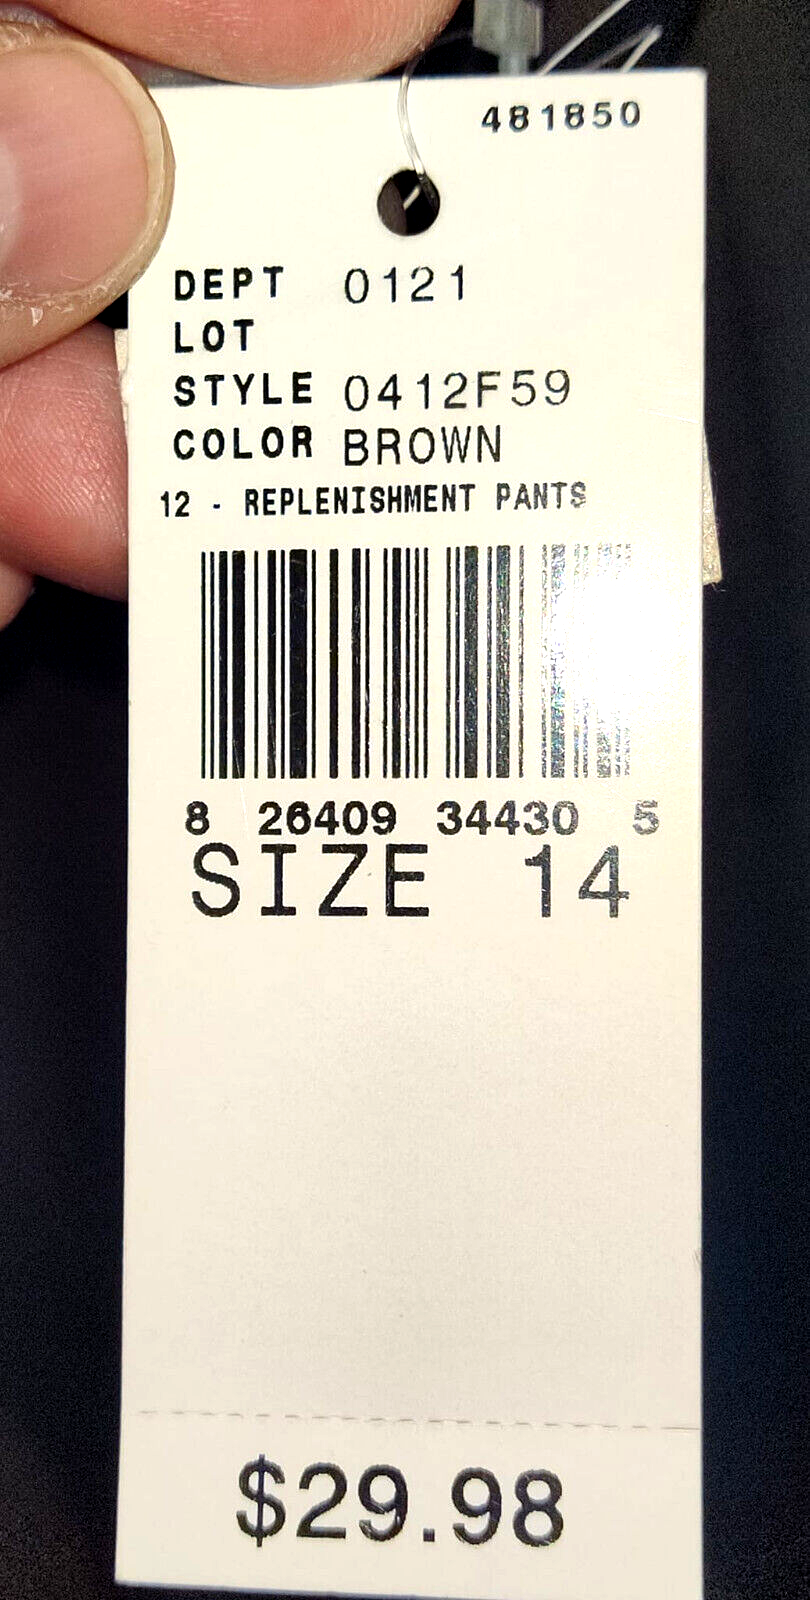 481850
DEPT 0121
LOT
STYLE 0412F59
COLOR BROWN
12 - REPLENISHMENT PANTS
8 26409 34430 5
SIZE 14
$29.98